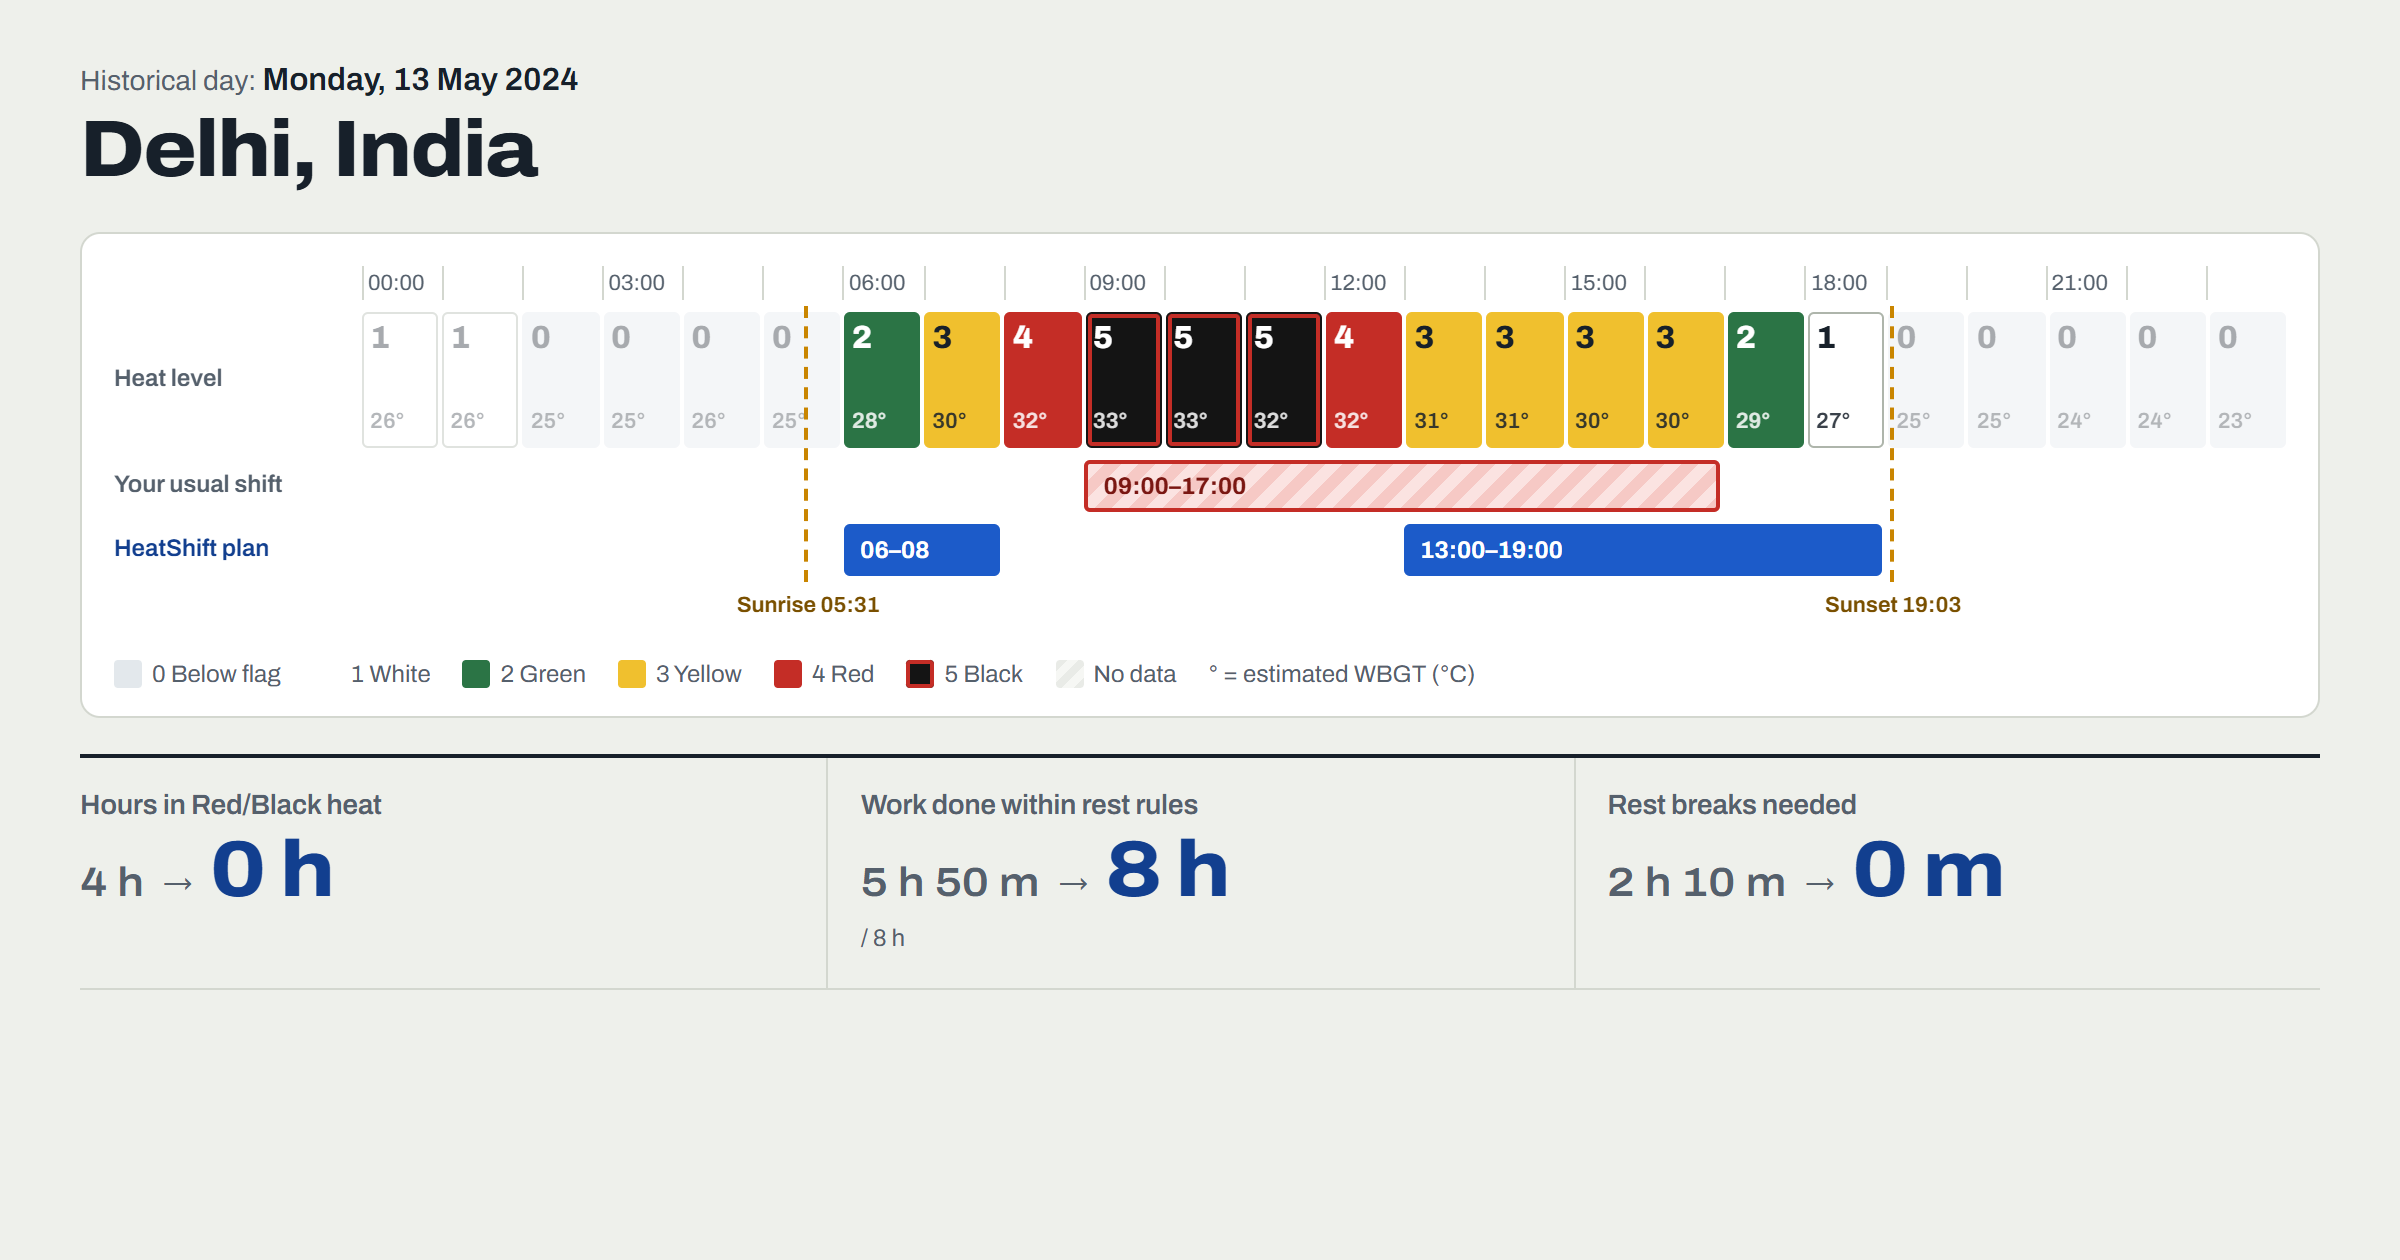 Historical day: Monday, 13 May 2024
Delhi, India
00:00 03:00 06:00 09:00 12:00 15:00 18:00 21:00
Heat level
1 1 0 0 0 0 2 3 4 5 5 5 4 3 3 3 3 2 1 0 0 0 0 0
26° 26° 25° 25° 26° 25° 28° 30° 32° 33° 33° 32° 32° 31° 31° 30° 30° 29° 27° 25° 25° 24° 24° 23°
Your usual shift 09:00–17:00
HeatShift plan 06–08 13:00–19:00
Sunrise 05:31 Sunset 19:03
0 Below flag 1 White 2 Green 3 Yellow 4 Red 5 Black No data ° = estimated WBGT (°C)
Hours in Red/Black heat
4 h → 0 h
Work done within rest rules
5 h 50 m → 8 h
/ 8 h
Rest breaks needed
2 h 10 m → 0 m